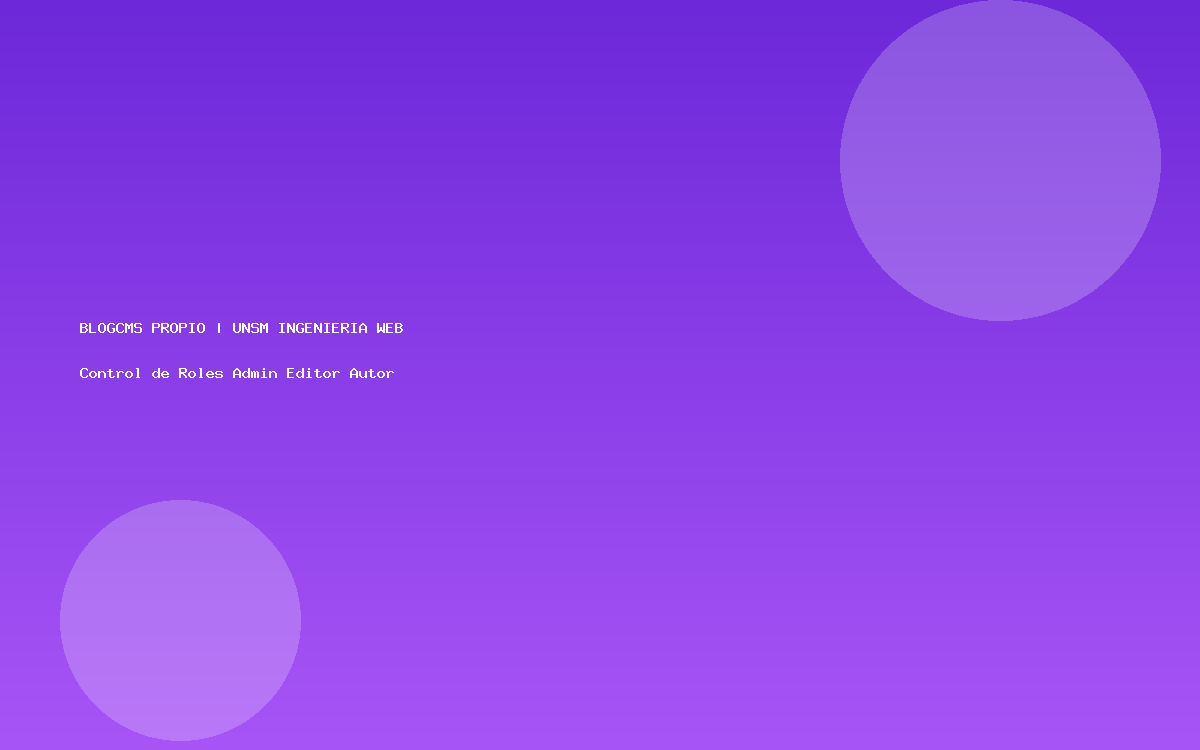 BLOGCMS PROPIO | UNSM INGENIERIA WEB
Control de Roles Admin Editor Autor